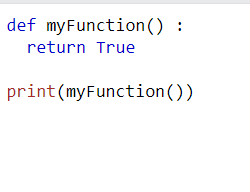 def myFunction() :
  return True

print(myFunction())